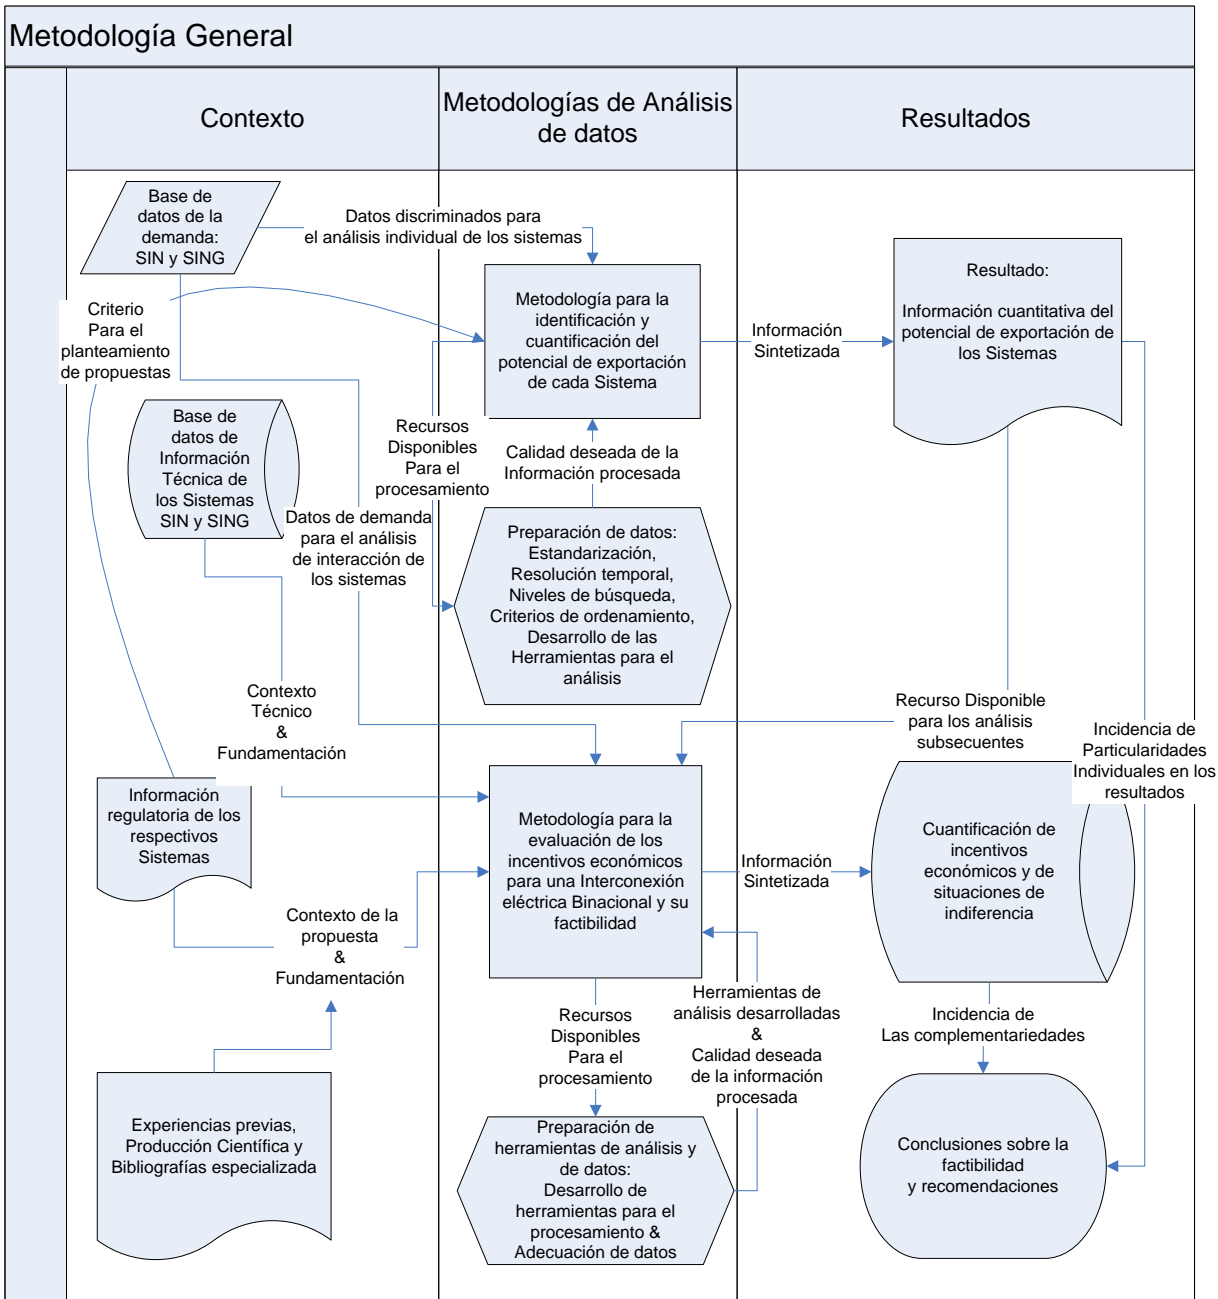 Metodología General
Contexto
Metodologías de Análisis
de datos
Resultados
Base de
datos de la
demanda:
SIN y SING
Datos discriminados para
el análisis individual de los sistemas
Criterio
Para el
planteamiento
de propuestas
Metodología para la
identificación y
cuantificación del
potencial de exportación
de cada Sistema
Información
Sintetizada
Resultado:
Información cuantitativa del
potencial de exportación de
los Sistemas
Base de
datos de
Información
Técnica de
los Sistemas
SIN y SING
Recursos
Disponibles
Para el
procesamiento
Calidad deseada de la
Información procesada
Datos de demanda
para el análisis
de interacción de
los sistemas
Preparación de datos:
Estandarización,
Resolución temporal,
Niveles de búsqueda,
Criterios de ordenamiento,
Desarrollo de las
Herramientas para el
análisis
Contexto
Técnico
&
Fundamentación
Recurso Disponible
para los análisis
subsecuentes
Incidencia de
Particularidades
Individuales en los
resultados
Información
regulatoria de los
respectivos
Sistemas
Metodología para la
evaluación de los
incentivos económicos
para una Interconexión
eléctrica Binacional y su
factibilidad
Información
Sintetizada
Cuantificación de
incentivos
económicos y de
situaciones de
indiferencia
Contexto de la
propuesta
&
Fundamentación
Recursos
Disponibles
Para el
procesamiento
Herramientas de
análisis desarrolladas
&
Calidad deseada
de la información
procesada
Incidencia de
Las complementariedades
Experiencias previas,
Producción Científica y
Bibliografías especializada
Preparación de
herramientas de análisis y
de datos:
Desarrollo de
herramientas para el
procesamiento &
Adecuación de datos
Conclusiones sobre la
factibilidad
y recomendaciones